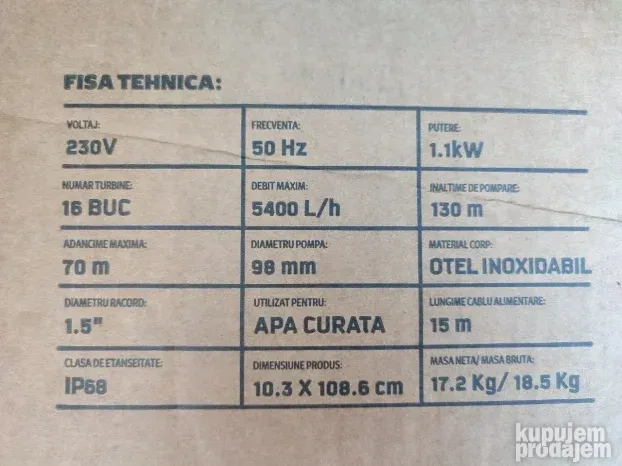 FISA TEHNICA:
VOLTAJ: FRECVENTA: PUTERE:
230V 50 Hz 1.1kW
NUMAR TURBINE: DEBIT MAXIM: INALTIME DE POMPARE:
16 BUC 5400 L/h 130 m
ADANCIME MAXIMA: DIAMETRU POMPA: MATERIAL CORP:
70 m 98 mm OTEL INOXIDABIL
DIAMETRU RACORD: UTILIZAT PENTRU: LUNGIME CABLU ALIMENTARE:
1.5" APA CURATA 15 m
CLASA DE ETANSEITATE: DIMENSIUNE PRODUS: MASA NETA/ MASA BRUTA:
IP68 10.3 X 108.6 cm 17.2 Kg/ 18.5 Kg
kupujem
prodajem